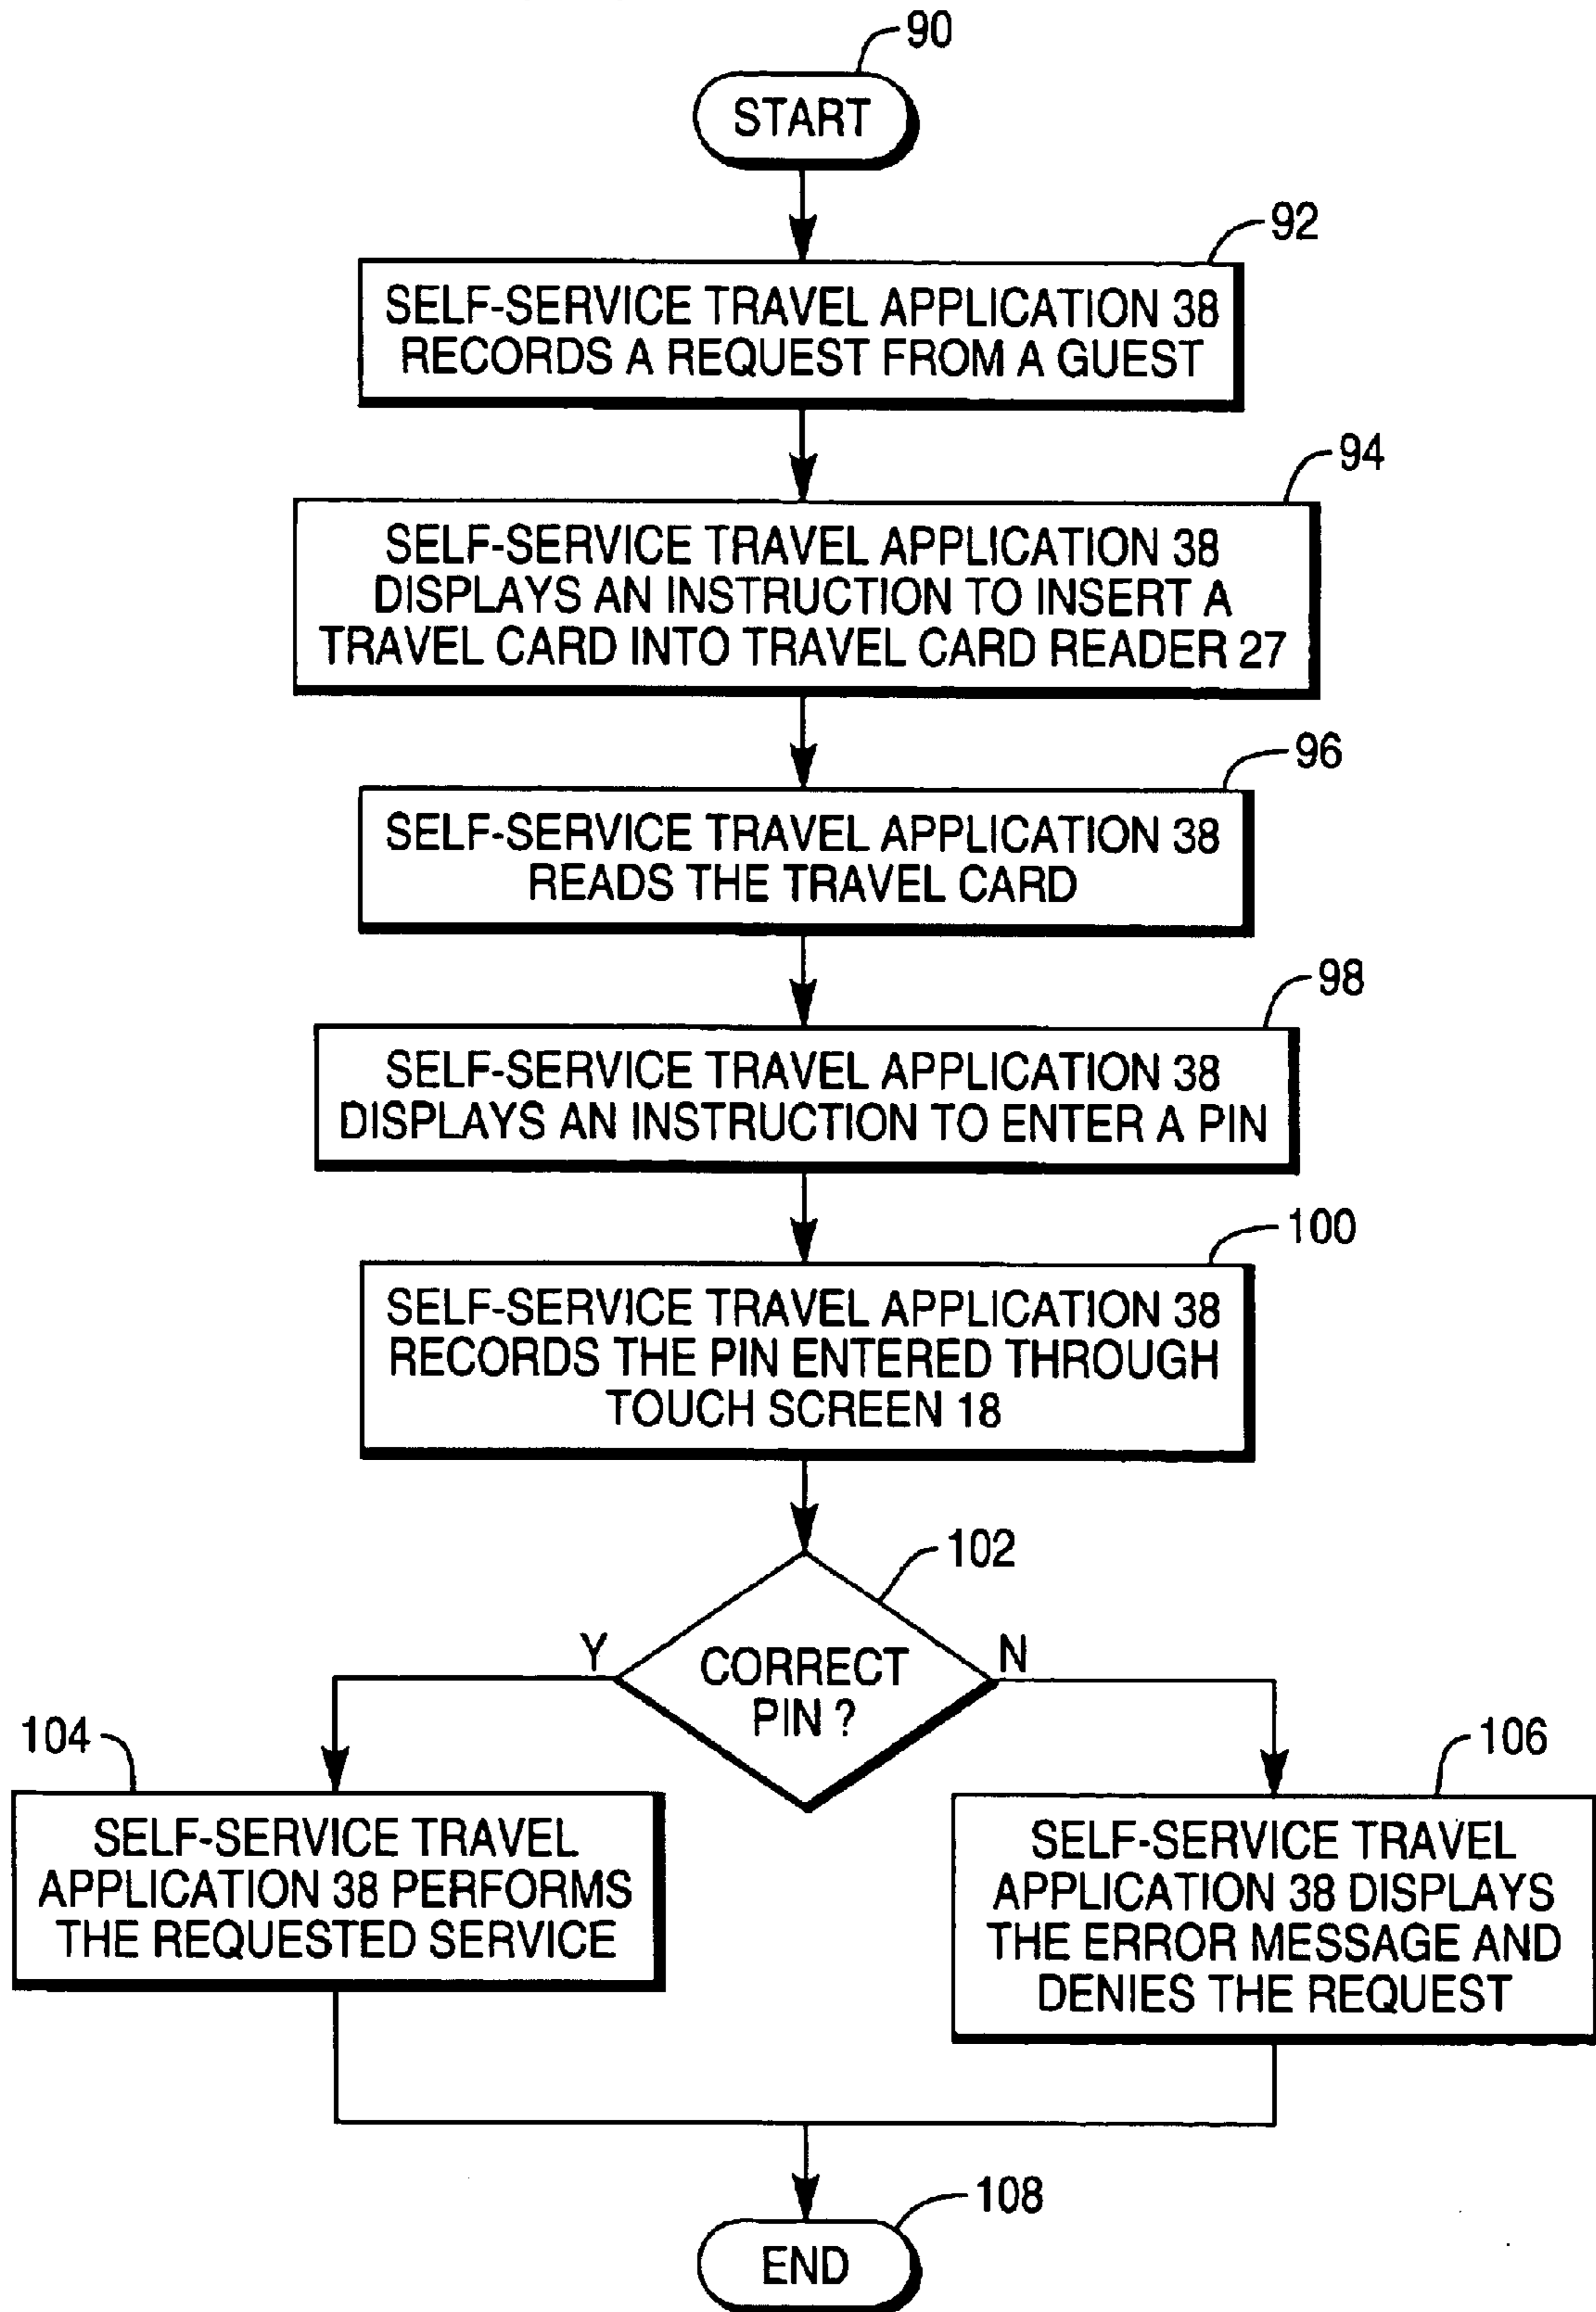 90
START
92
SELF-SERVICE TRAVEL APPLICATION 38
RECORDS A REQUEST FROM A GUEST
94
SELF-SERVICE TRAVEL APPLICATION 38
DISPLAYS AN INSTRUCTION TO INSERT A
TRAVEL CARD INTO TRAVEL CARD READER 27
96
SELF-SERVICE TRAVEL APPLICATION 38
READS THE TRAVEL CARD
98
SELF-SERVICE TRAVEL APPLICATION 38
DISPLAYS AN INSTRUCTION TO ENTER A PIN
100
SELF-SERVICE TRAVEL APPLICATION 38
RECORDS THE PIN ENTERED THROUGH
TOUCH SCREEN 18
102
Y
CORRECT
PIN ?
N
104
SELF-SERVICE TRAVEL
APPLICATION 38 PERFORMS
THE REQUESTED SERVICE
106
SELF-SERVICE TRAVEL
APPLICATION 38 DISPLAYS
THE ERROR MESSAGE AND
DENIES THE REQUEST
108
END